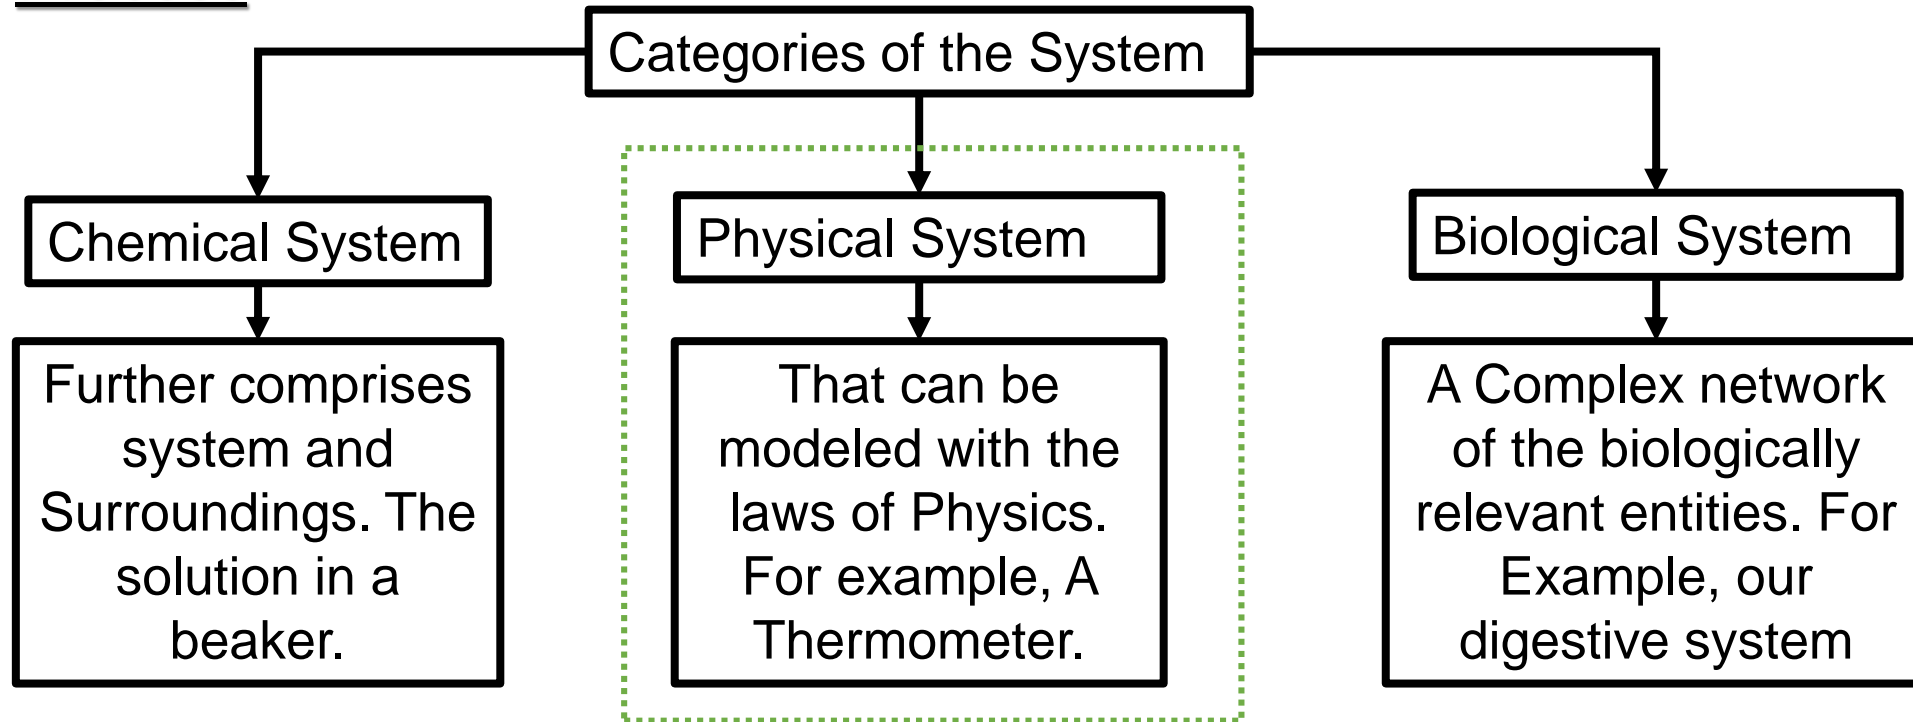 Categories of the System
Chemical System
Physical System
Biological System
Further comprises
system and
Surroundings. The
solution in a
beaker.
That can be
modeled with the
laws of Physics.
For example, A
Thermometer.
A Complex network
of the biologically
relevant entities. For
Example, our
digestive system